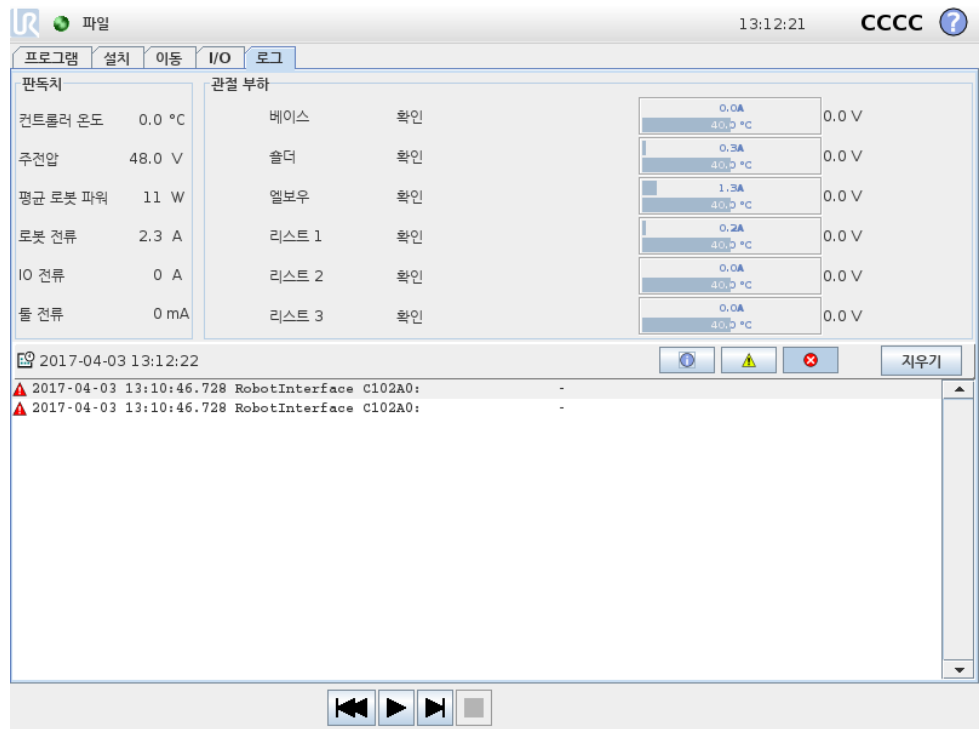 UR 파일 13:12:21 CCCC ?
프로그램 설치 이동 I/O 로그
판독치 관절 부하
컨트롤러 온도 0.0 °C 베이스 확인 0.0A 40.0 °C 0.0 V
주전압 48.0 V 숄더 확인 0.3A 40.0 °C 0.0 V
평균 로봇 파워 11 W 엘보우 확인 1.3A 40.0 °C 0.0 V
로봇 전류 2.3 A 리스트 1 확인 0.2A 40.0 °C 0.0 V
IO 전류 0 A 리스트 2 확인 0.0A 40.0 °C 0.0 V
툴 전류 0 mA 리스트 3 확인 0.0A 40.0 °C 0.0 V
2017-04-03 13:12:22 지우기
2017-04-03 13:10:46.728 RobotInterface C102A0: -
2017-04-03 13:10:46.728 RobotInterface C102A0: -